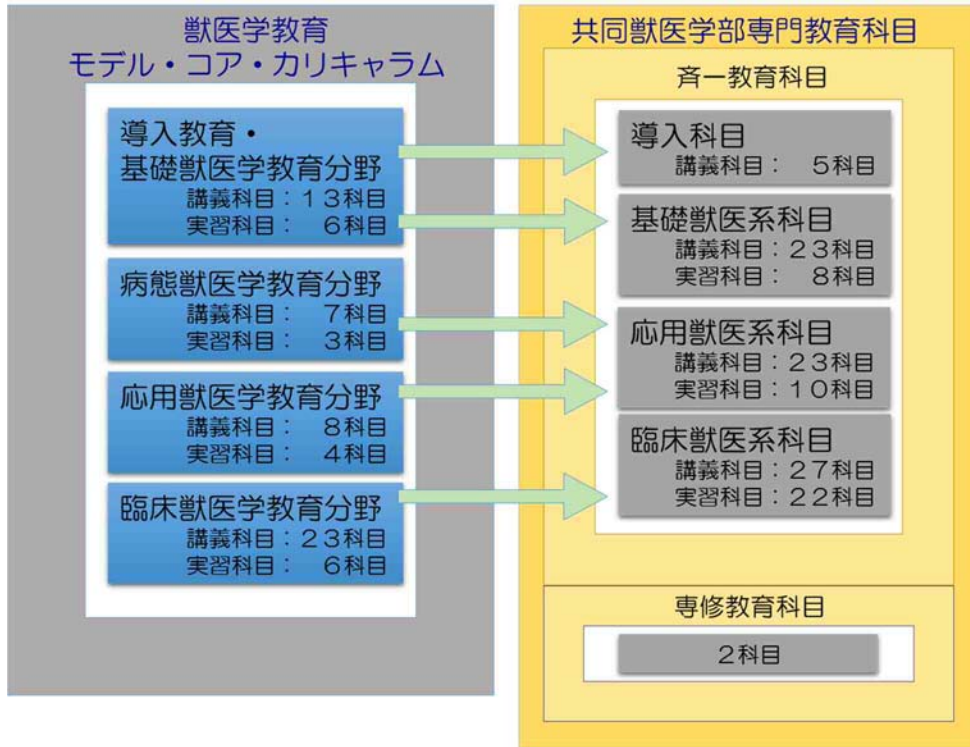 獣医学教育
モデル・コア・カリキャラム
導入教育・
基礎獣医学教育分野
講義科目:13科目
実習科目: 6科目
病態獣医学教育分野
講義科目: 7科目
実習科目: 3科目
応用獣医学教育分野
講義科目: 8科目
実習科目: 4科目
臨床獣医学教育分野
講義科目:23科目
実習科目: 6科目
共同獣医学部専門教育科目
斉一教育科目
導入科目
講義科目: 5科目
基礎獣医系科目
講義科目:23科目
実習科目: 8科目
応用獣医系科目
講義科目:23科目
実習科目:10科目
臨床獣医系科目
講義科目:27科目
実習科目:22科目
専修教育科目
2科目